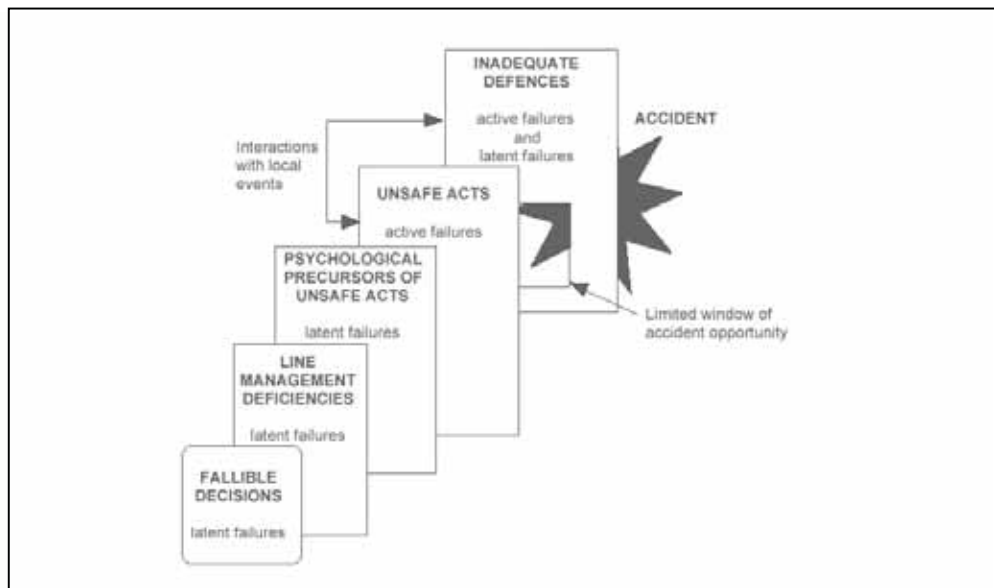 INADEQUATE
DEFENCES
active failures
and
latent failures
ACCIDENT
Interactions
with local
events
UNSAFE ACTS
active failures
PSYCHOLOGICAL
PRECURSORS OF
UNSAFE ACTS
latent failures
Limited window of
accident opportunity
LINE
MANAGEMENT
DEFICIENCIES
latent failures
FALLIBLE
DECISIONS
latent failures